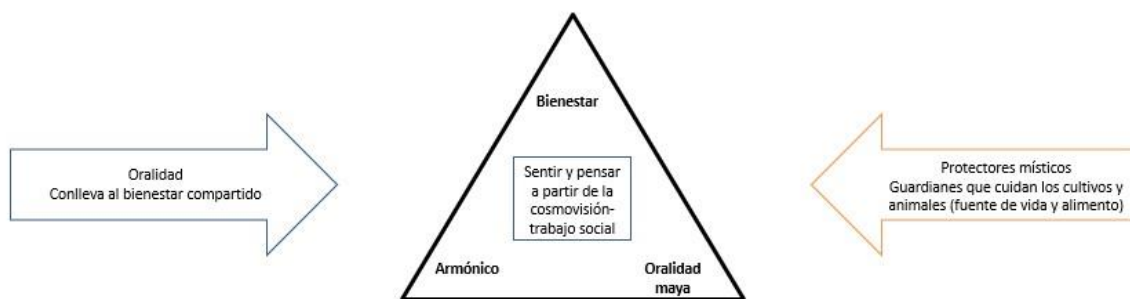 Bienestar
Oralidad
Conlleva al bienestar compartido
Sentir y pensar
a partir de la
cosmovisión-
trabajo social
Protectores místicos
Guardianes que cuidan los cultivos y
animales (fuente de vida y alimento)
Armónico
Oralidad
maya